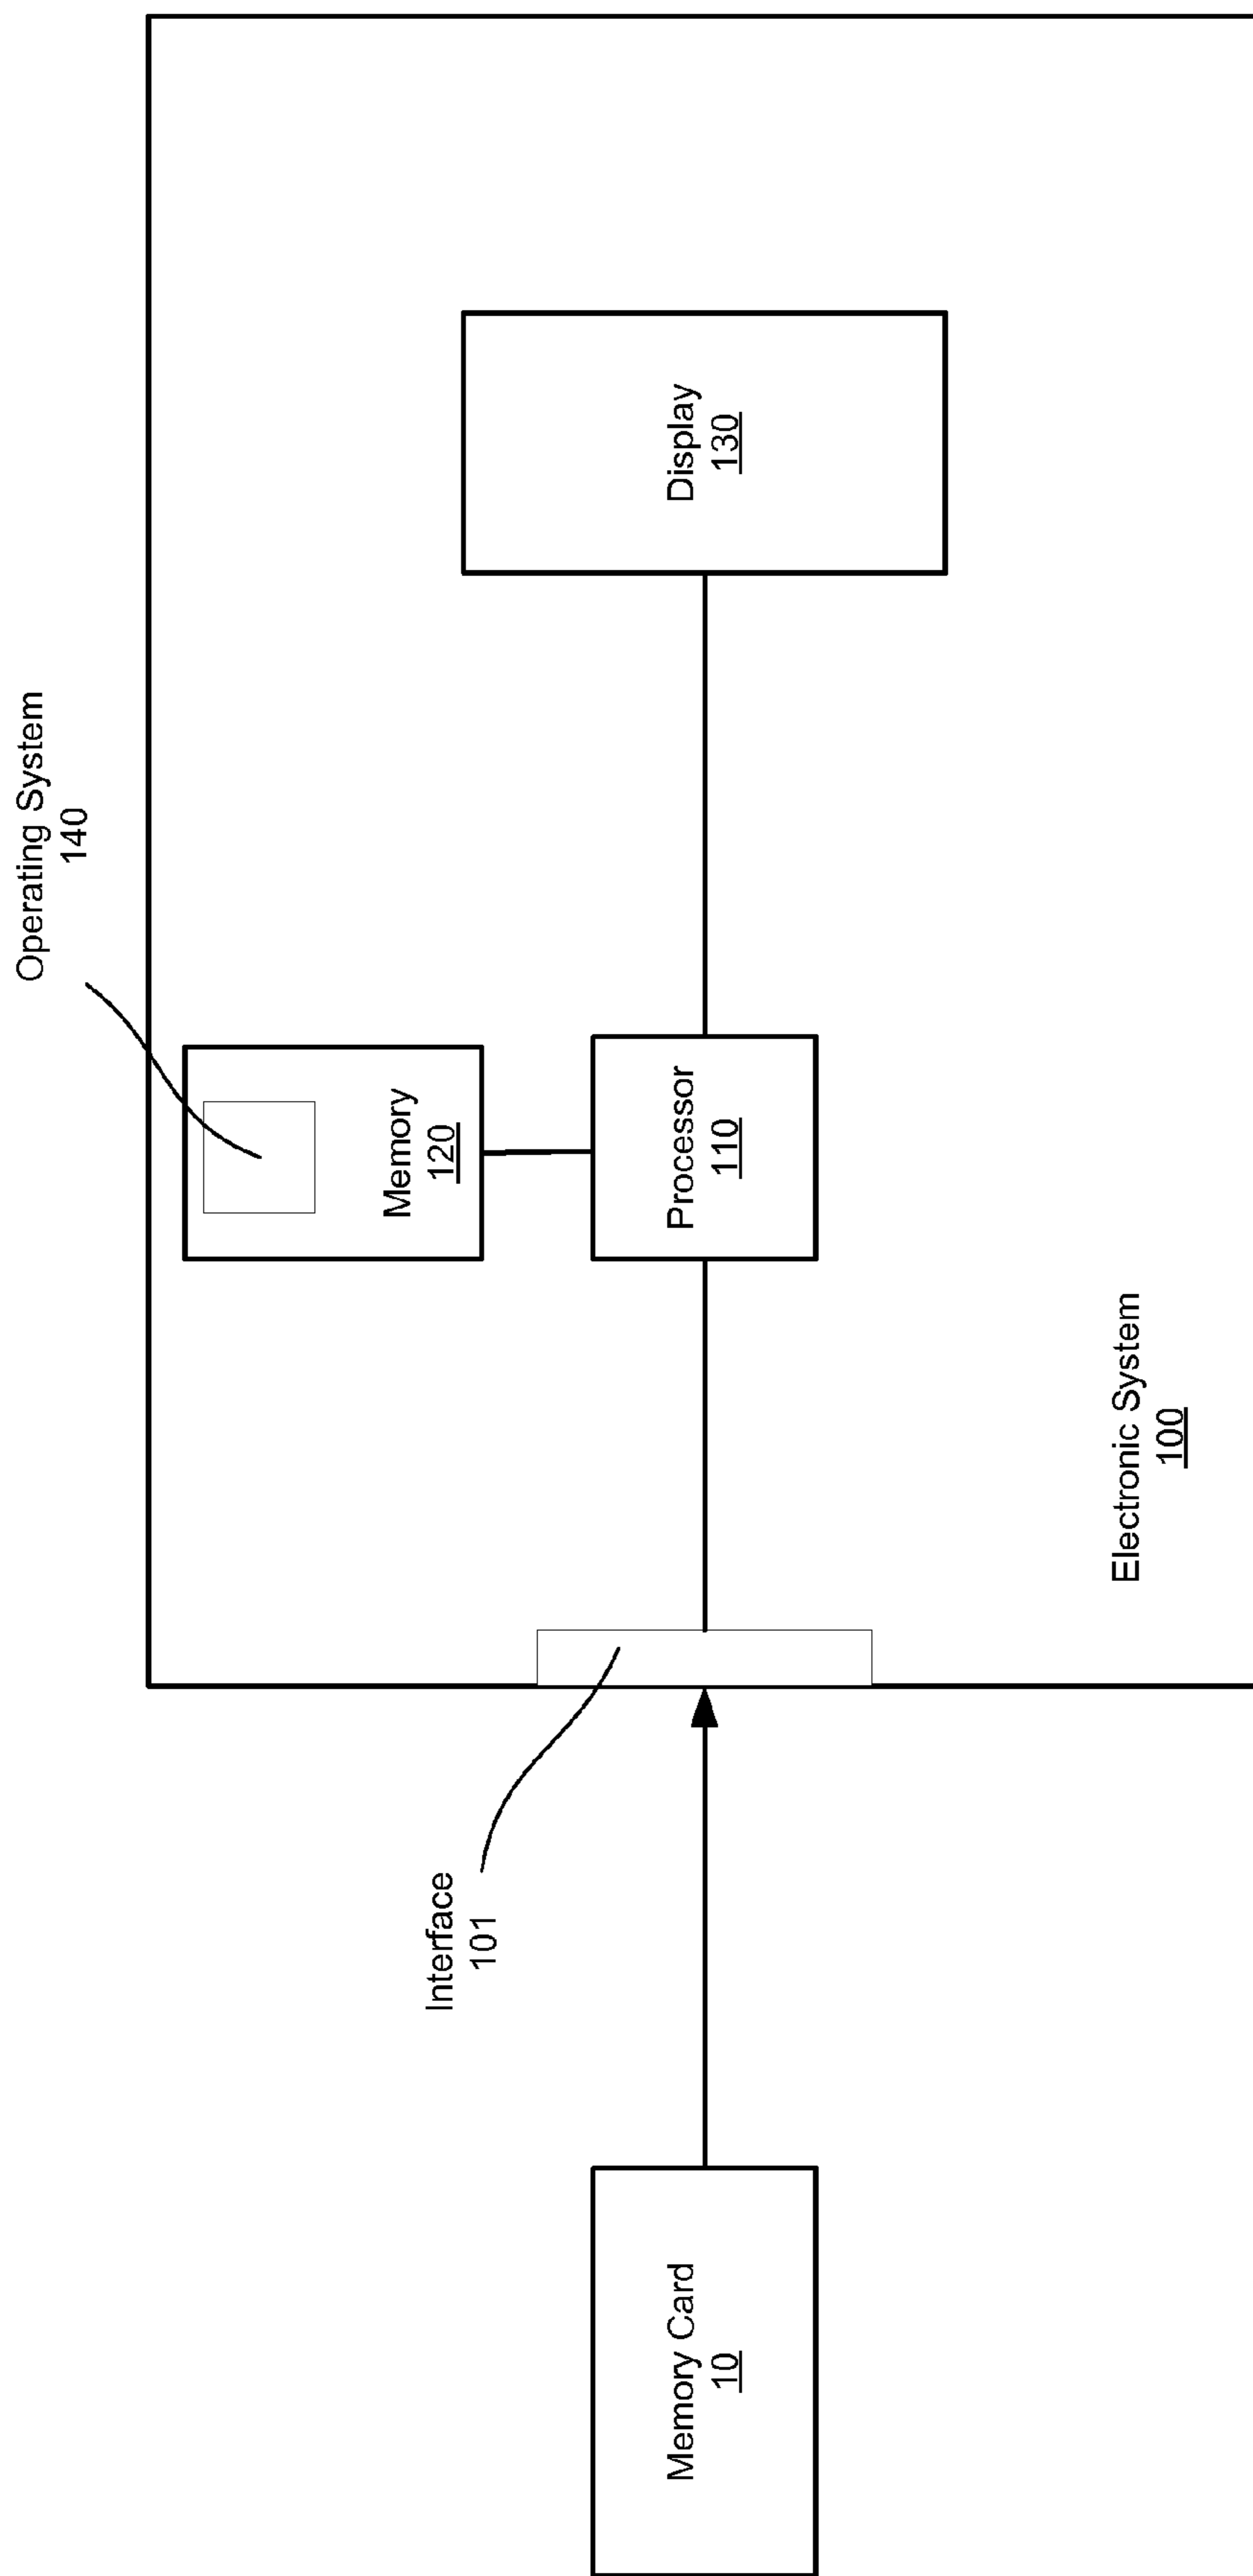 Operating System
140
Memory
120
Display
130
Processor
110
Interface
101
Memory Card
10
Electronic System
100